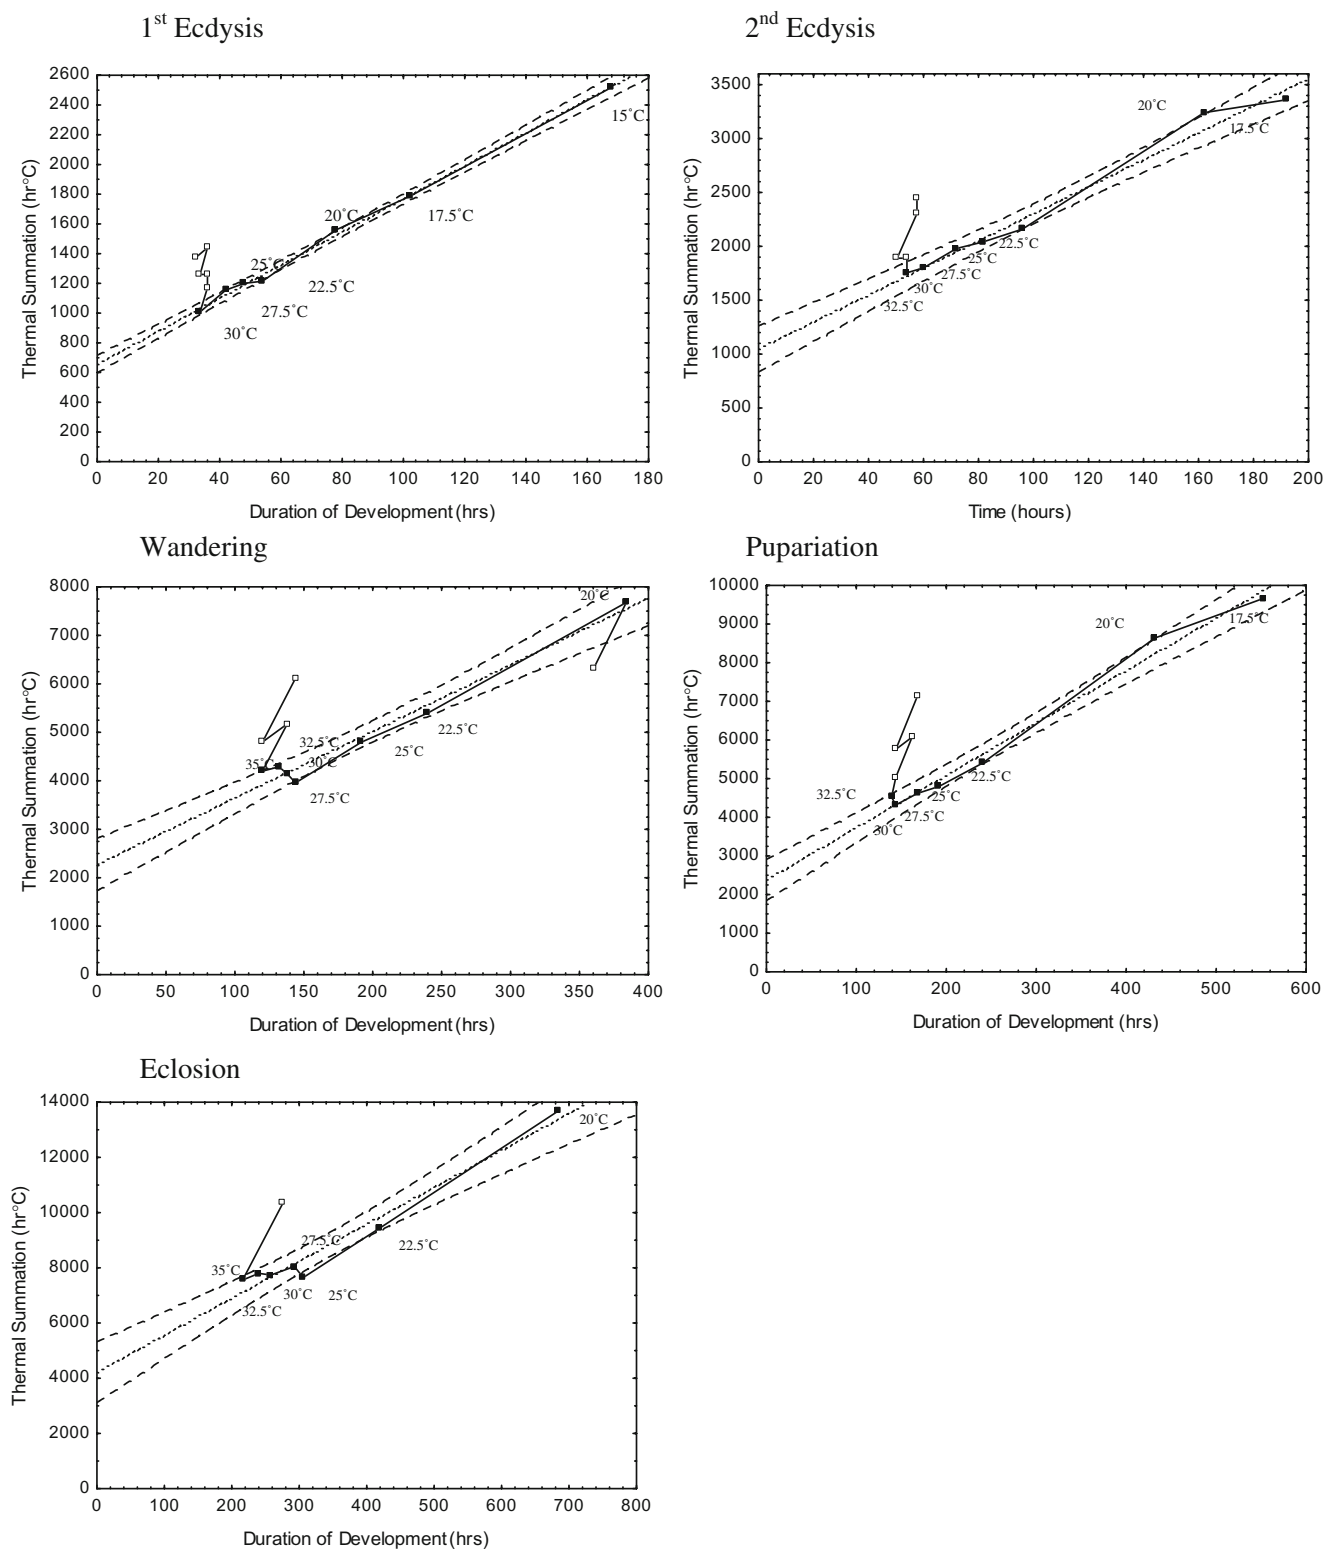 1st Ecdysis
2600
2400
2200
2000
1800
1600
1400
1200
1000
800
600
400
200
0
Thermal Summation (hr°C)
15°C
20°C
17.5°C
25°C
22.5°C
27.5°C
30°C
0 20 40 60 80 100 120 140 160 180
Duration of Development (hrs)
2nd Ecdysis
3500
3000
2500
2000
1500
1000
500
0
Thermal Summation (hr°C)
20°C
17.5°C
22.5°C
25°C
27.5°C
30°C
32.5°C
0 20 40 60 80 100 120 140 160 180 200
Time (hours)
Wandering
8000
7000
6000
5000
4000
3000
2000
1000
0
Thermal Summation (hr°C)
20°C
22.5°C
32.5°C
25°C
35°C
30°C
27.5°C
0 50 100 150 200 250 300 350 400
Duration of Development (hrs)
Pupariation
10000
9000
8000
7000
6000
5000
4000
3000
2000
1000
0
Thermal Summation (hr°C)
20°C
17.5°C
22.5°C
32.5°C
25°C
27.5°C
30°C
0 100 200 300 400 500 600
Duration of Development (hrs)
Eclosion
14000
12000
10000
8000
6000
4000
2000
0
Thermal Summation (hr°C)
20°C
27.5°C
22.5°C
35°C
30°C
25°C
32.5°C
0 200 300 400 500 600 700 800
Duration of Development (hrs)